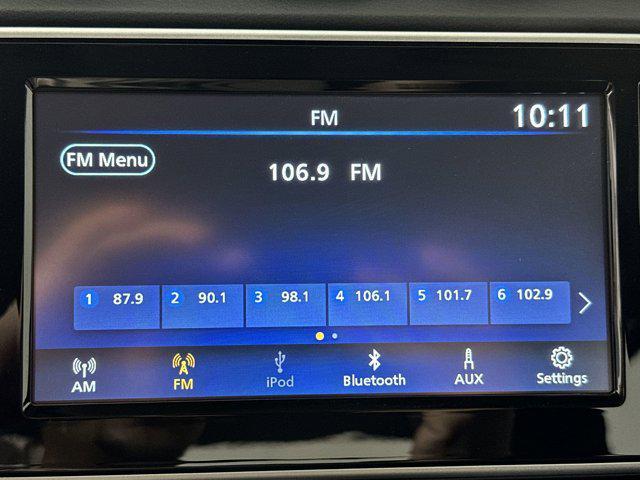 FM 10:11
FM Menu
106.9 FM
1 87.9 2 90.1 3 98.1 4 106.1 5 101.7 6 102.9
AM FM iPod Bluetooth AUX Settings